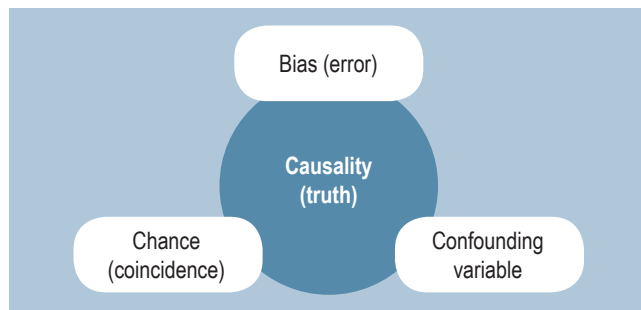 Bias (error)
Causality
(truth)
Chance
(coincidence)
Confounding
variable